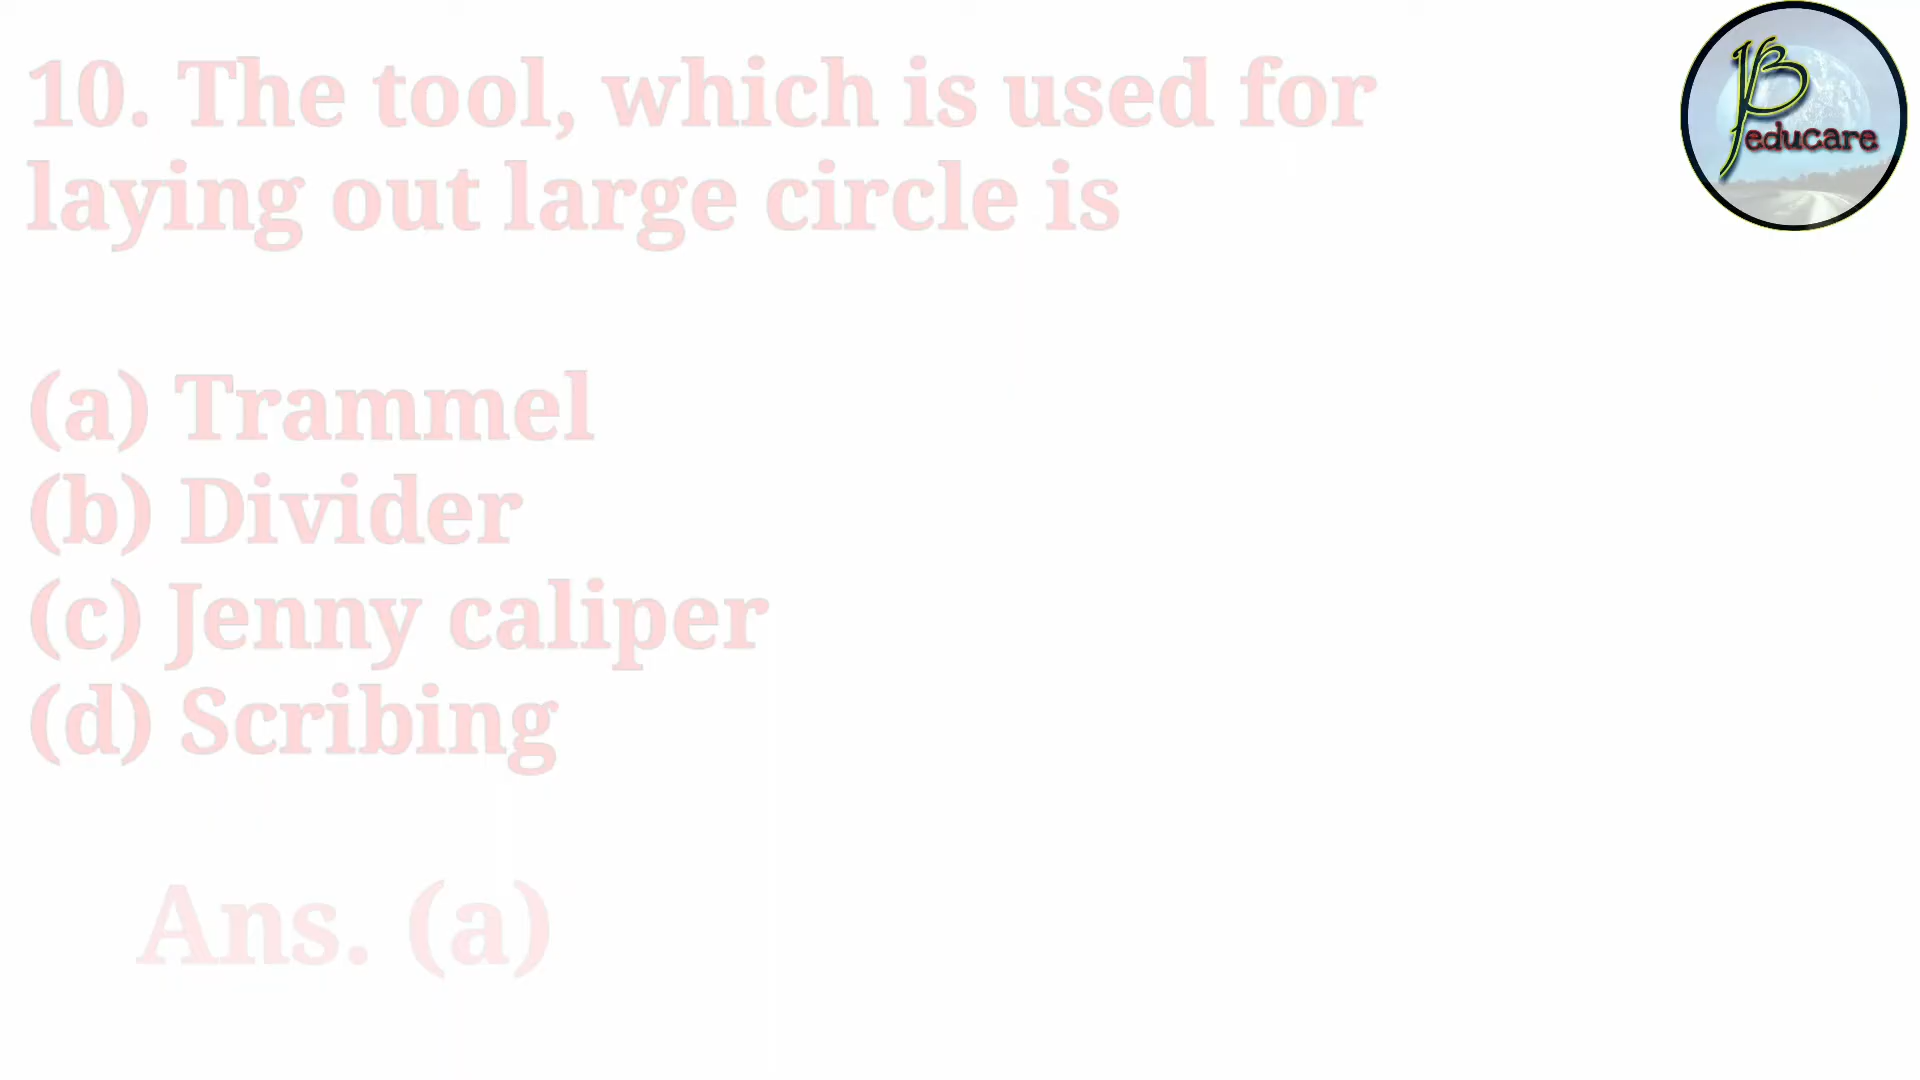 10. The tool, which is used for
laying out large circle is
(a) Trammel
(b) Divider
(c) Jenny caliper
(d) Scribing
Ans. (a)
educare